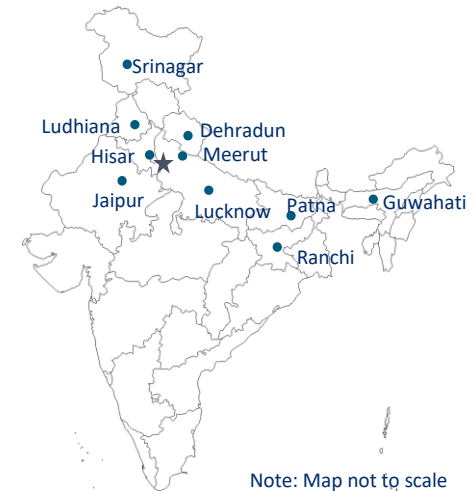 Srinagar
Ludhiana
Dehradun
Hisar
Meerut
Jaipur
Lucknow
Patna
Guwahati
Ranchi
Note: Map not to scale